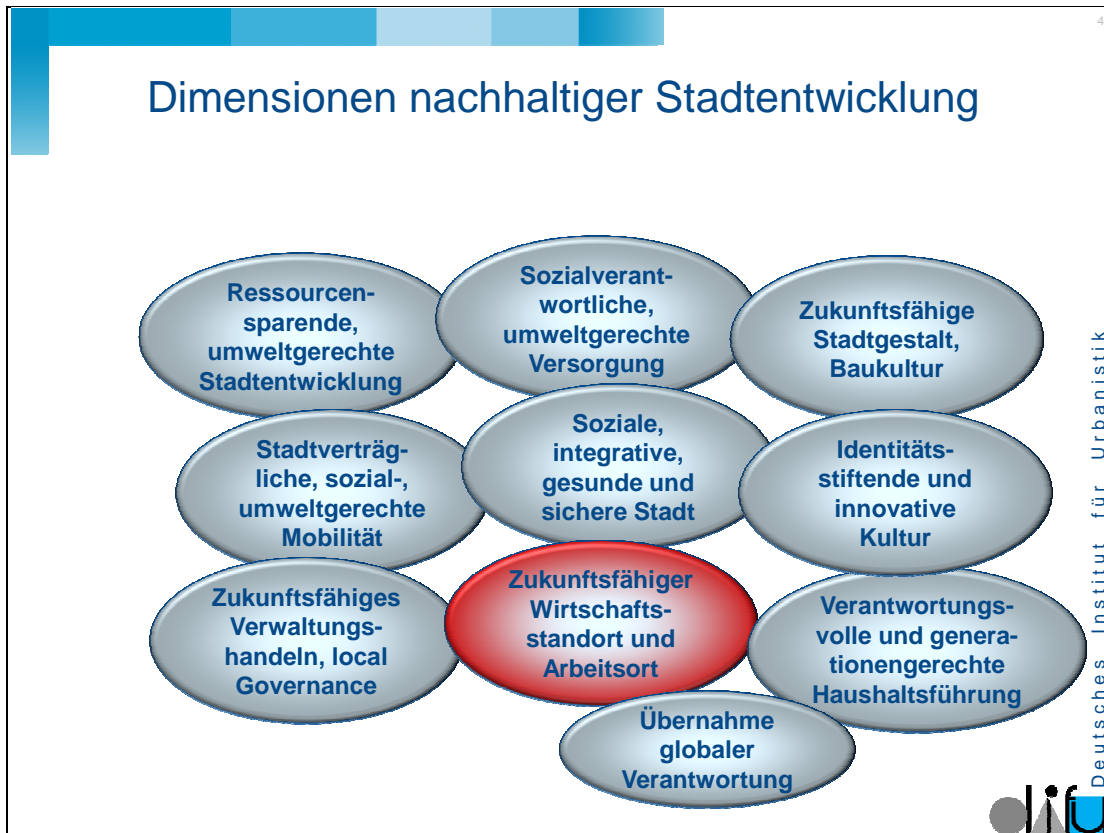 4
Dimensionen nachhaltiger Stadtentwicklung
Ressourcen-
sparende,
umweltgerechte
Stadtentwicklung
Sozialverant-
wortliche,
umweltgerechte
Versorgung
Zukunftsfähige
Stadtgestalt,
Baukultur
Stadtverträg-
liche, sozial-,
umweltgerechte
Mobilität
Soziale,
integrative,
gesunde und
sichere Stadt
Identitäts-
stiftende und
innovative
Kultur
Zukunftsfähiges
Verwaltungs-
handeln, local
Governance
Zukunftsfähiger
Wirtschafts-
standort und
Arbeitsort
Verantwortungs-
volle und genera-
tionengerechte
Haushaltsführung
Übernahme
globaler
Verantwortung
Deutsches Institut für Urbanistik
difu